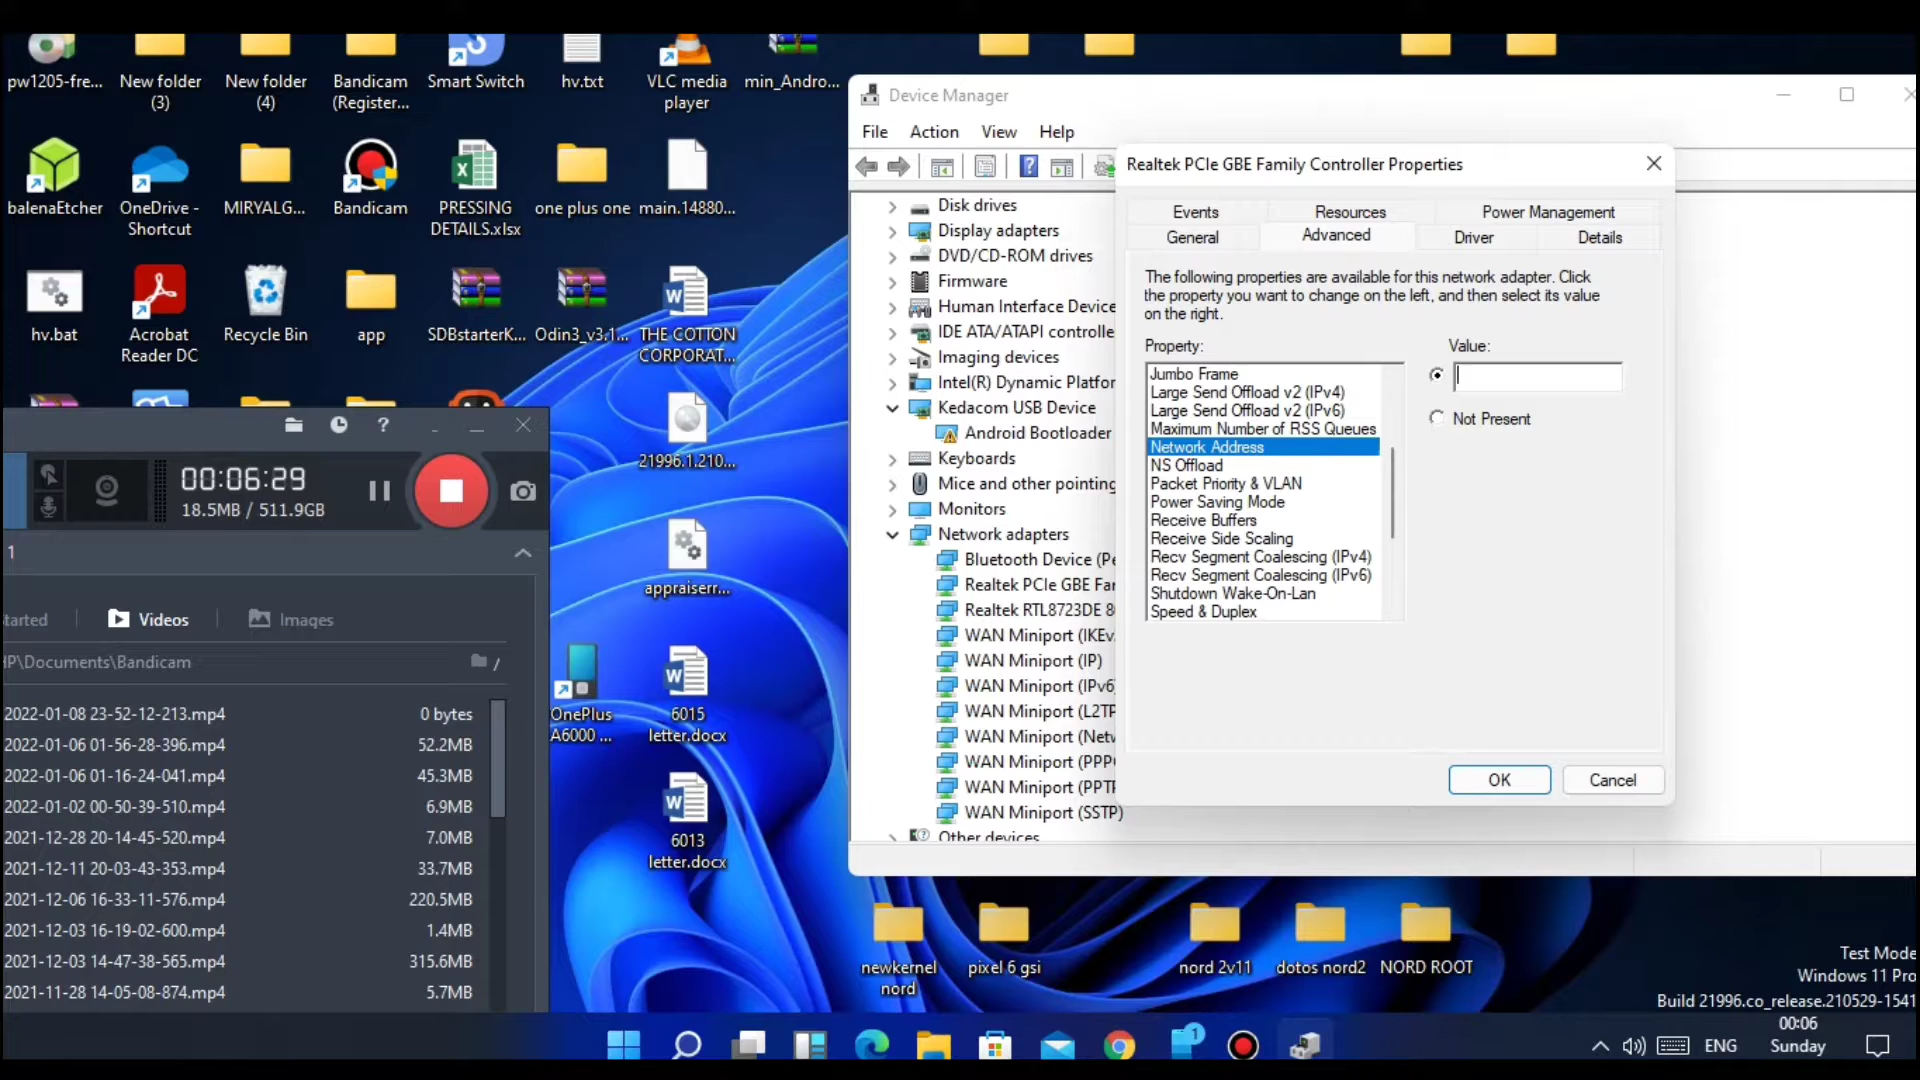 pw1205-fre...
New folder
(3)
New folder
(4)
Bandicam
(Register...
Smart Switch
hv.txt
VLC media
player
min_Andro...
balenaEtcher
OneDrive -
Shortcut
MIRYALG...
Bandicam
PRESSING
DETAILS.xlsx
one plus one
main.14880...
hv.bat
Acrobat
Reader DC
Recycle Bin
app
SDBstarterK...
Odin3_v3.1...
THE COTTON
CORPORAT...
21996.1.210...
appraiserr...
OnePlus
A6000 ...
6015
letter.docx
6013
letter.docx
00:06:29
18.5MB / 511.9GB
1
tarted
Videos
Images
HP\Documents\Bandicam
/
2022-01-08 23-52-12-213.mp4 0 bytes
2022-01-06 01-56-28-396.mp4 52.2MB
2022-01-06 01-16-24-041.mp4 45.3MB
2022-01-02 00-50-39-510.mp4 6.9MB
2021-12-28 20-14-45-520.mp4 7.0MB
2021-12-11 20-03-43-353.mp4 33.7MB
2021-12-06 16-33-11-576.mp4 220.5MB
2021-12-03 16-19-02-600.mp4 1.4MB
2021-12-03 14-47-38-565.mp4 315.6MB
2021-11-28 14-05-08-874.mp4 5.7MB
Device Manager
File Action View Help
Disk drives
Display adapters
DVD/CD-ROM drives
Firmware
Human Interface Device
IDE ATA/ATAPI controlle
Imaging devices
Intel(R) Dynamic Platfor
Kedacom USB Device
Android Bootloader
Keyboards
Mice and other pointing
Monitors
Network adapters
Bluetooth Device (Pe
Realtek PCIe GBE Fam
Realtek RTL8723DE 80
WAN Miniport (IKEv
WAN Miniport (IP)
WAN Miniport (IPv6
WAN Miniport (L2TP
WAN Miniport (Netw
WAN Miniport (PPPO
WAN Miniport (PPTP
WAN Miniport (SSTP)
Other devices
Realtek PCIe GBE Family Controller Properties
Events Resources Power Management
General Advanced Driver Details
The following properties are available for this network adapter. Click
the property you want to change on the left, and then select its value
on the right.
Property:
Value:
Jumbo Frame
Large Send Offload v2 (IPv4)
Large Send Offload v2 (IPv6)
Maximum Number of RSS Queues
Network Address
NS Offload
Packet Priority & VLAN
Power Saving Mode
Receive Buffers
Receive Side Scaling
Recv Segment Coalescing (IPv4)
Recv Segment Coalescing (IPv6)
Shutdown Wake-On-Lan
Speed & Duplex
Not Present
OK
Cancel
newkernel
nord
pixel 6 gsi
nord 2v11
dotos nord2
NORD ROOT
Test Mode
Windows 11 Pro
Build 21996.co_release.210529-1541
1
ENG
00:06
Sunday